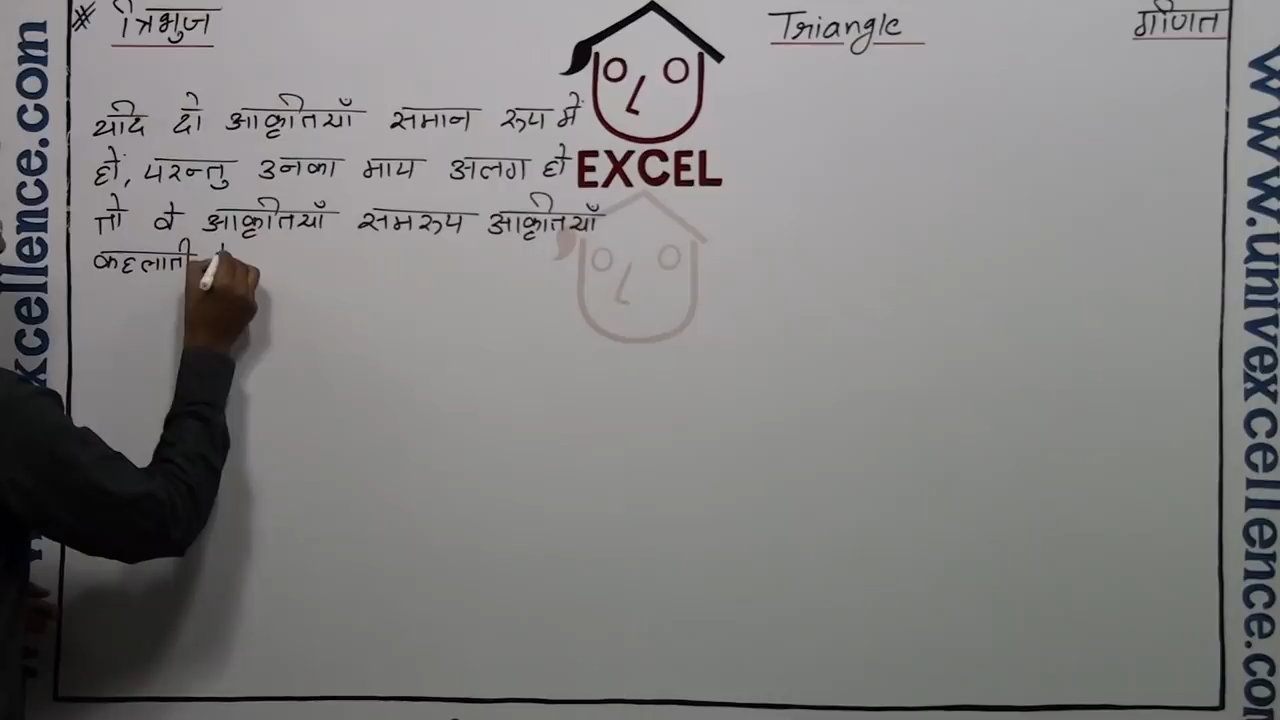 * त्रिभुज
Triangle
गणित
यदि दो आकृतियाँ समान रूप में
हों, परन्तु उनका माप अलग हो
तो वे आकृतियाँ समरूप आकृतियाँ
कहलाती
EXCEL
xcellence.com
www.univexcellence.com